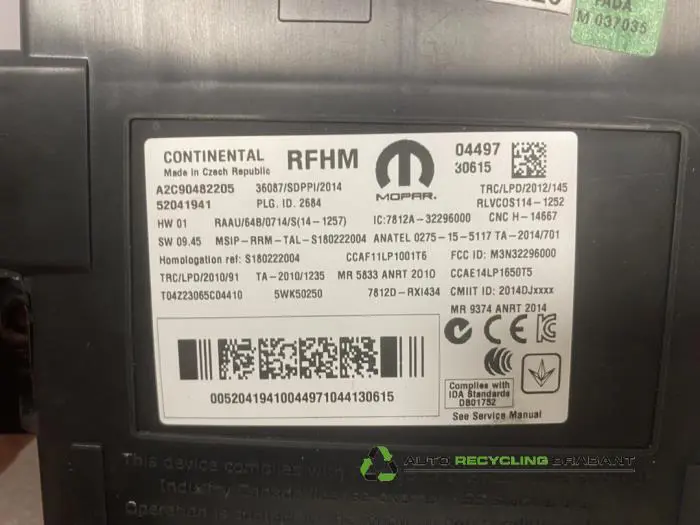 PADA
M 037035
CONTINENTAL RFHM MOPAR. 04497
Made in Czech Republic 30615
A2C90482205 36087/SDPPI/2014 TRC/LPD/2012/145
52041941 PLG. ID. 2684 RLVCOS114-1252
HW 01 RAAU/64B/0714/S(14-1257) IC:7812A-32296000 CNC H-14667
SW 09.45 MSIP-RRM-TAL-S180222004 ANATEL 0275-15-5117 TA-2014/701
Homologation ref: S180222004 CCAF11LP1001T6 FCC ID: M3N32296000
TRC/LPD/2010/91 TA-2010/1235 MR 5833 ANRT 2010 CCAE14LP1650T5
T04Z23065C04410 5WK50250 7812D-RXI434 CMIIT ID: 2014DJxxxx
MR 9374 ANRT 2014
CE
Complies with
IDA Standards
DB01752
00520419410044971044130615
See Service Manual
AUTO RECYCLING BRABANT
This device complies with
Industry Canada
Operation is